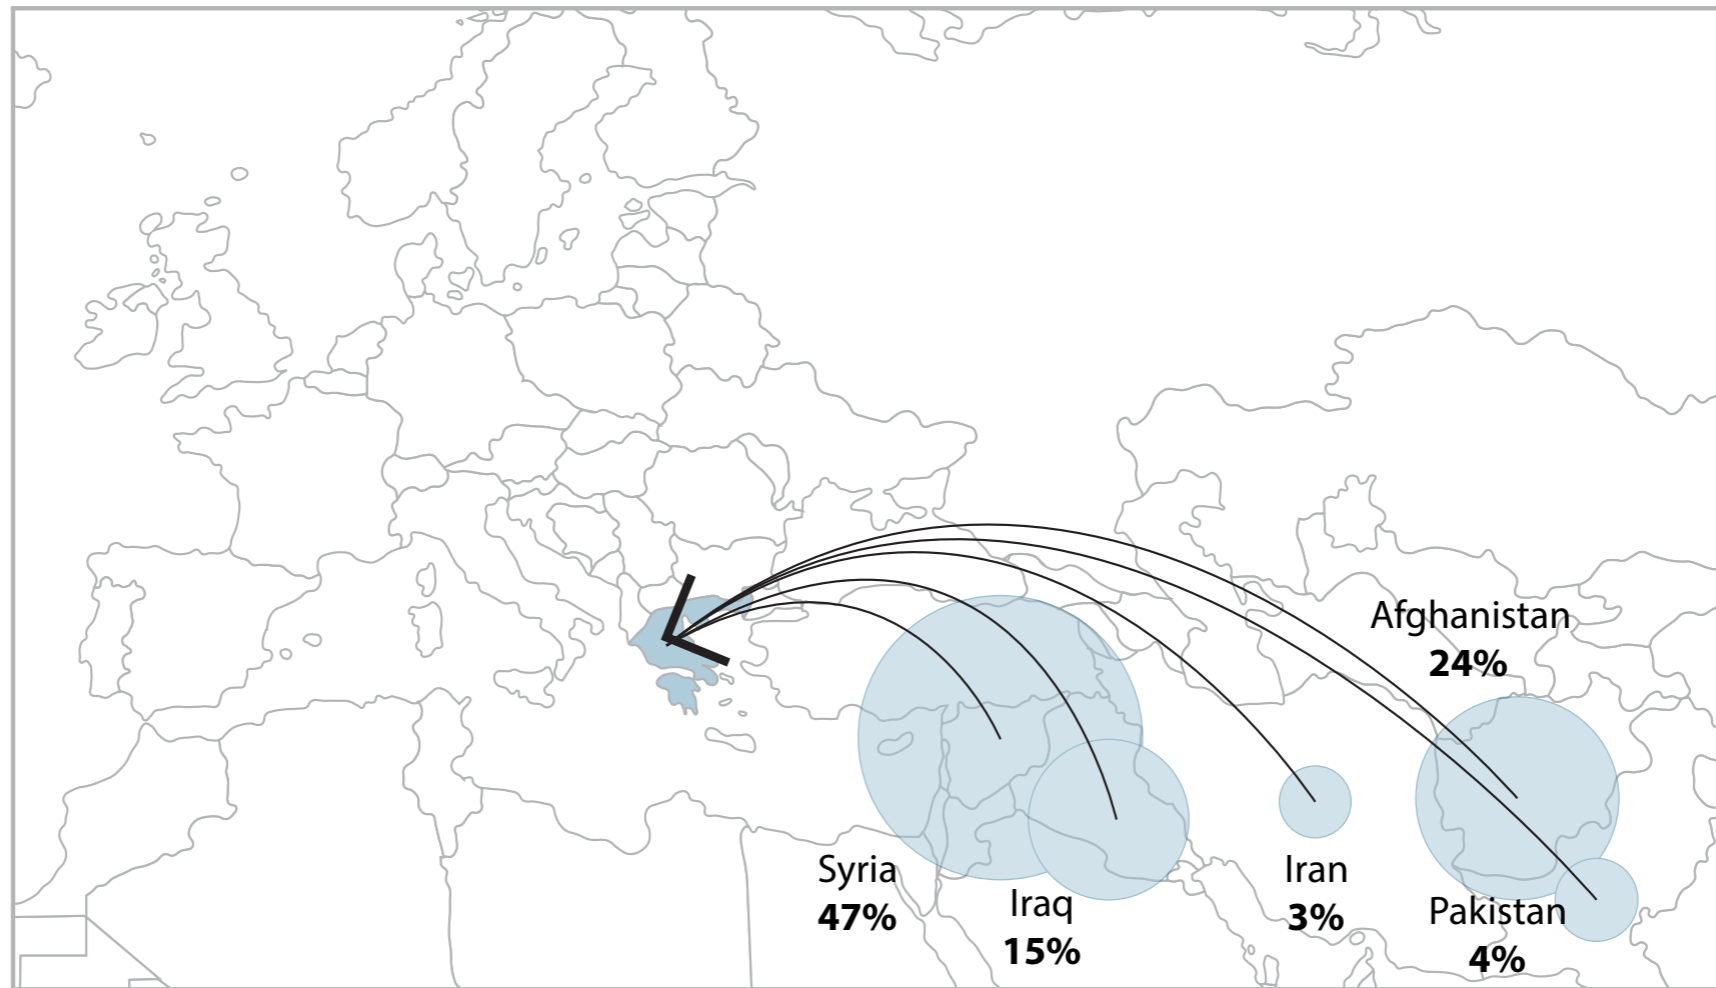 Afghanistan
24%
Syria
47%
Iraq
15%
Iran
3%
Pakistan
4%